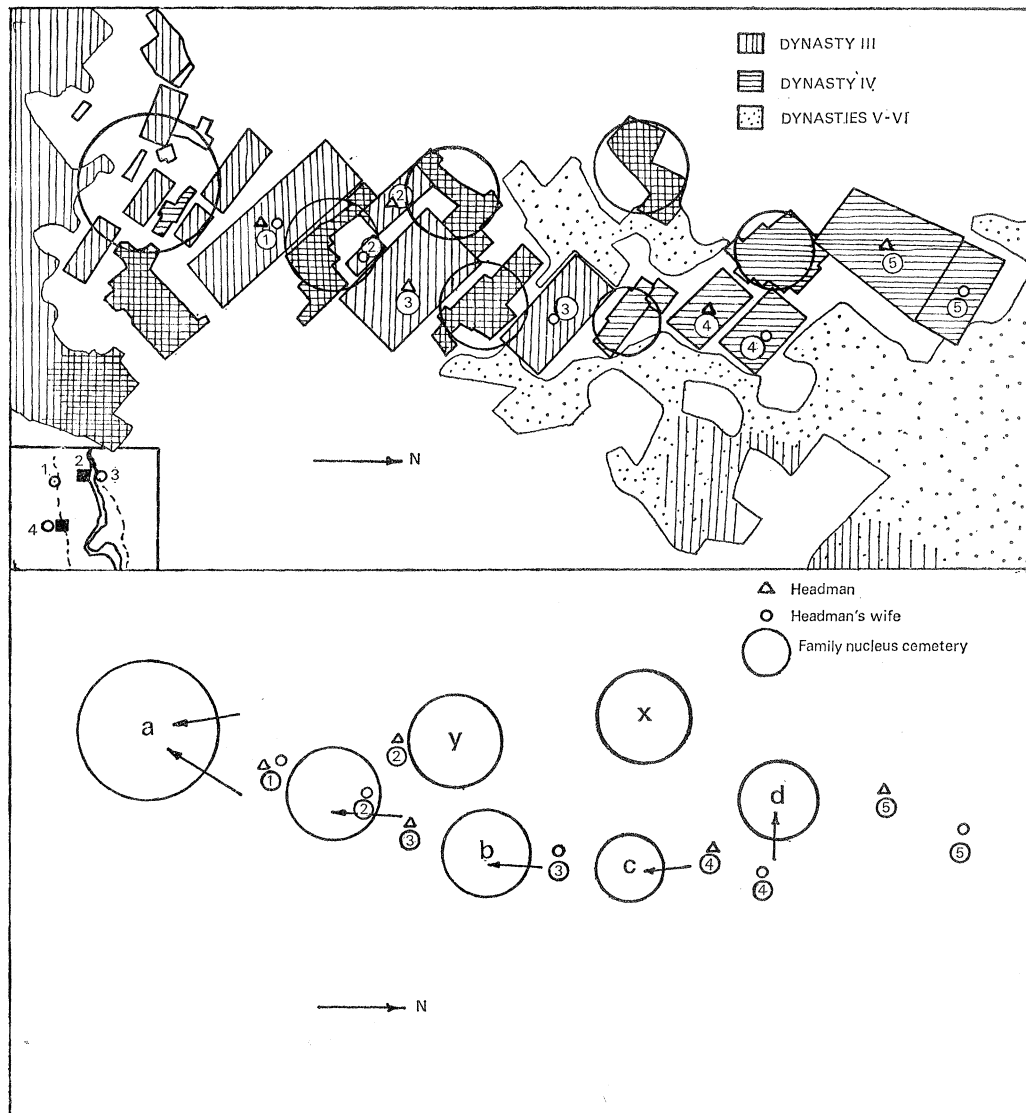 DYNASTY III
DYNASTY IV
DYNASTIES V-VI
2
1
2
3
3
4
4
5
5
N
1
2
3
4
Headman
Headman's wife
Family nucleus cemetery
a
y
x
d
b
c
1
2
2
3
3
4
4
5
5
N